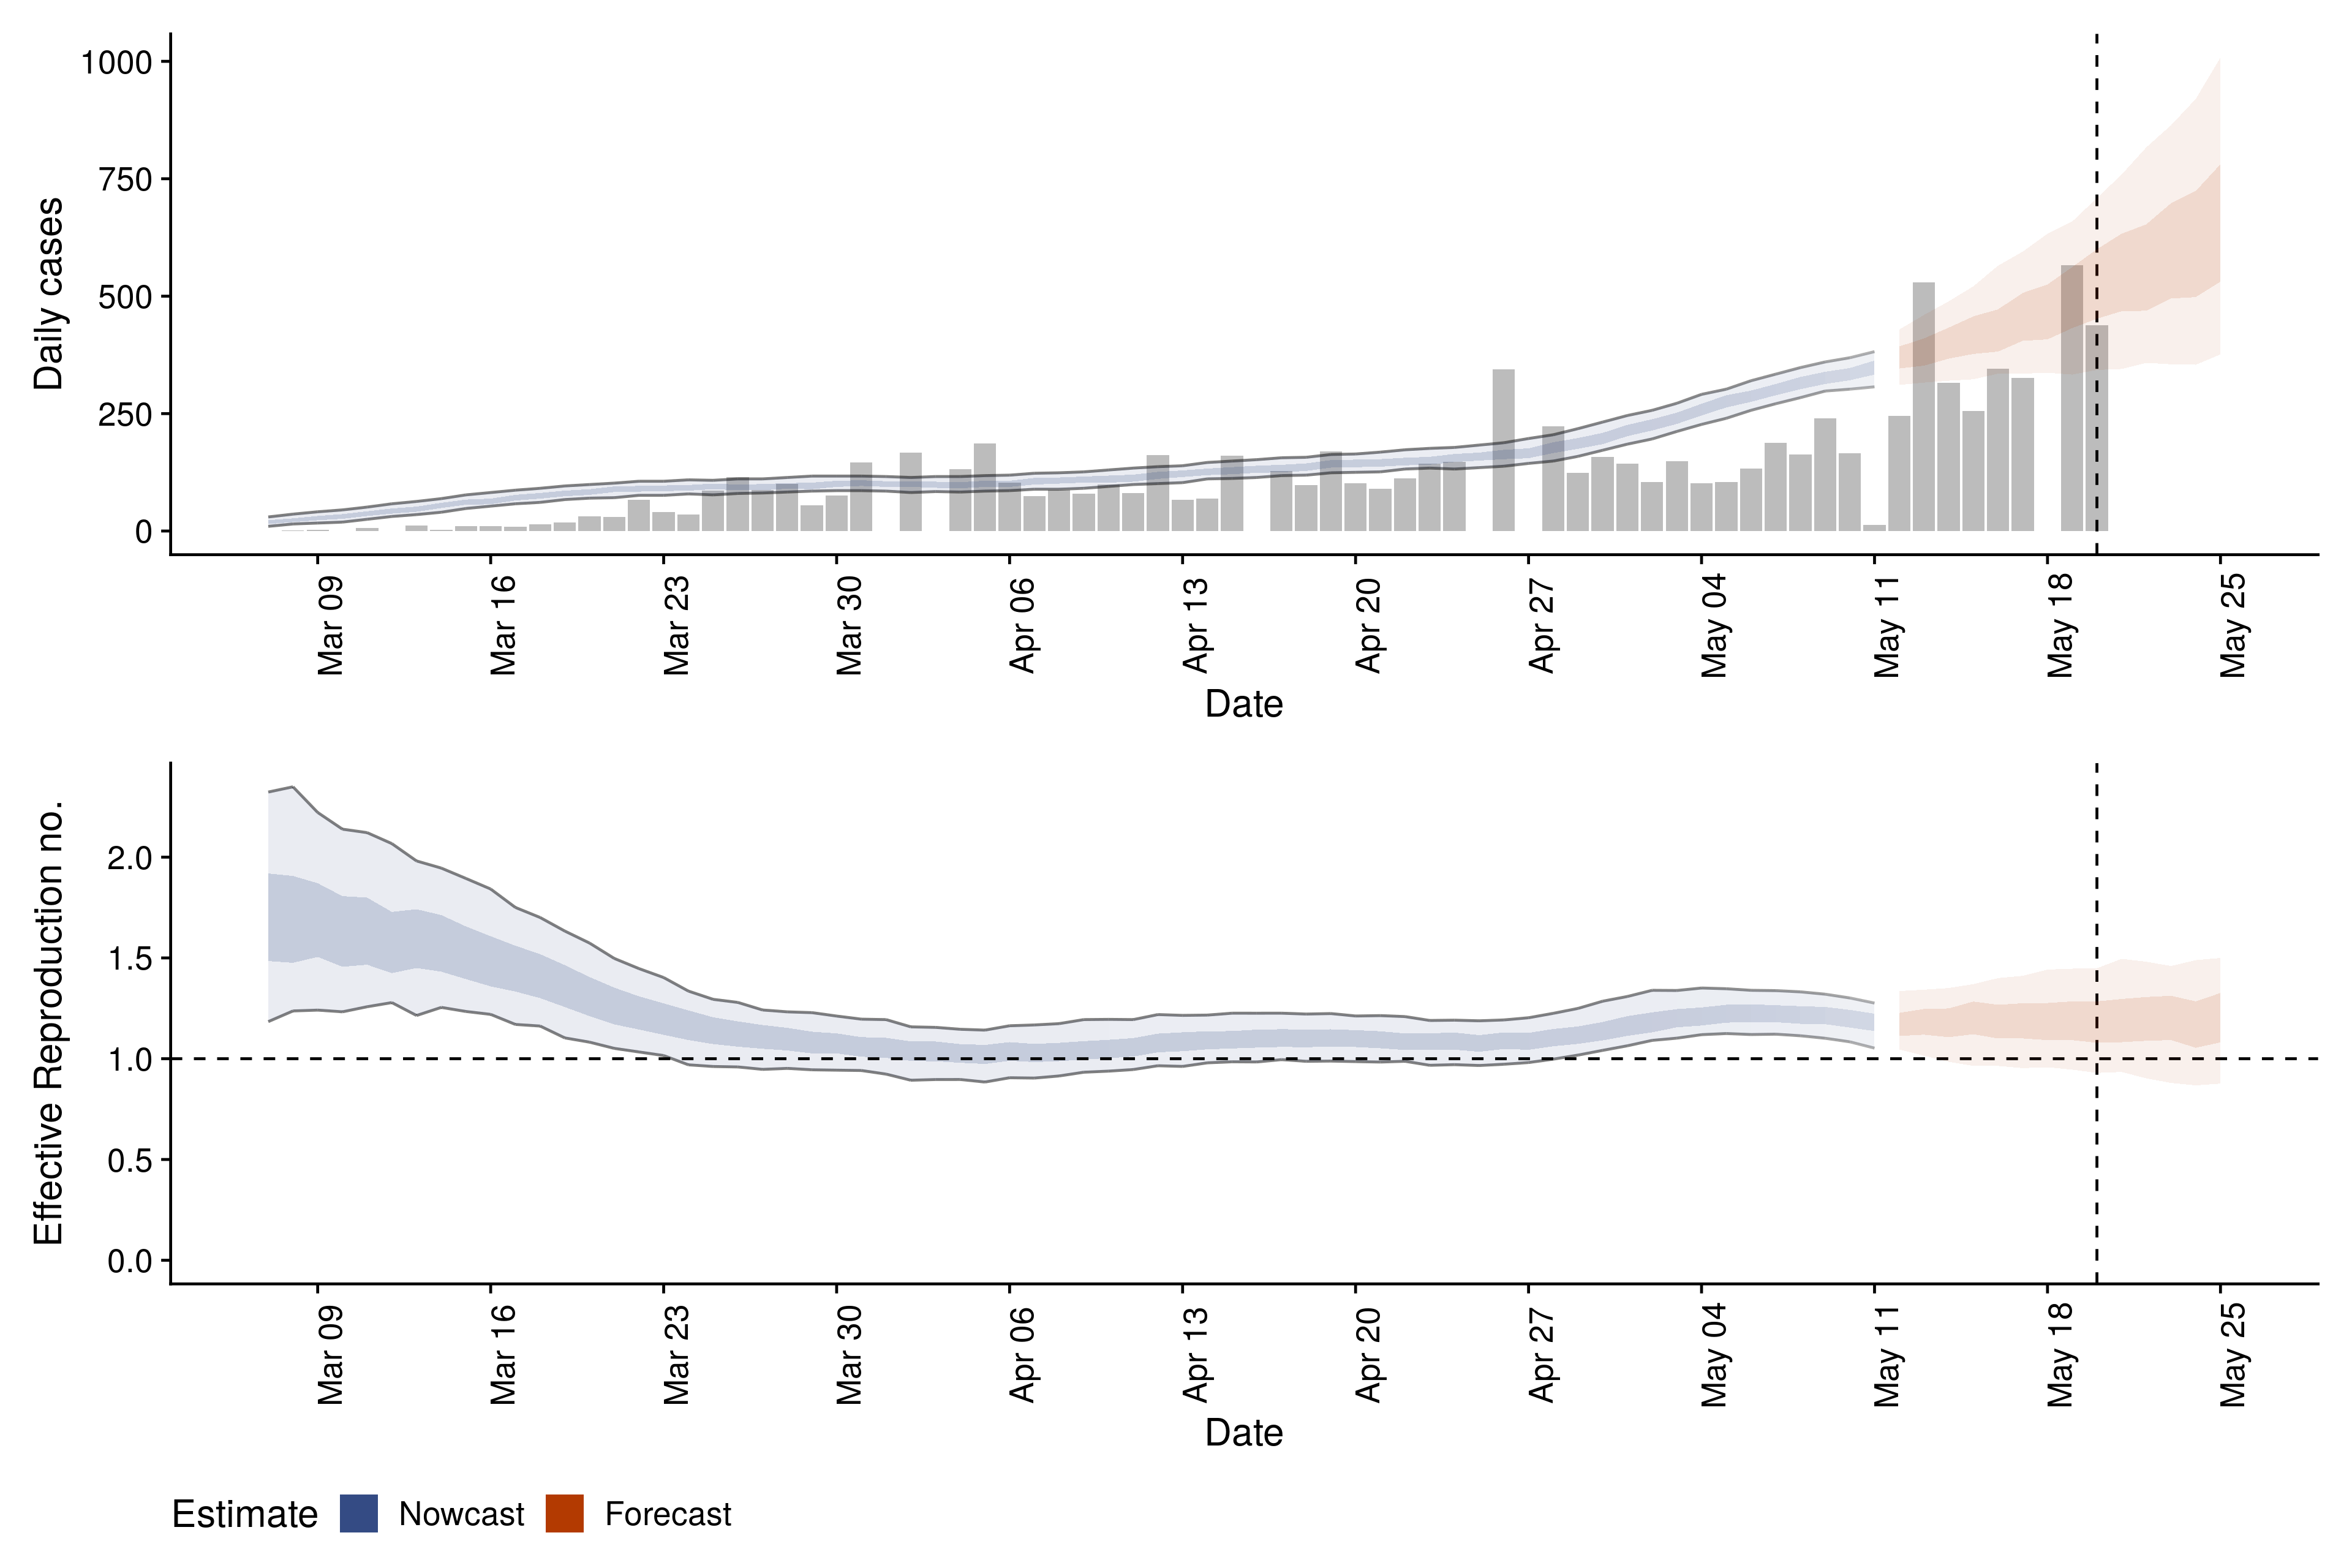 1000
750
500
250
0
Daily cases
Mar 09 Mar 16 Mar 23 Mar 30 Apr 06 Apr 13 Apr 20 Apr 27 May 04 May 11 May 18 May 25
Date
2.0
1.5
1.0
0.5
0.0
Effective Reproduction no.
Mar 09 Mar 16 Mar 23 Mar 30 Apr 06 Apr 13 Apr 20 Apr 27 May 04 May 11 May 18 May 25
Date
Estimate Nowcast Forecast